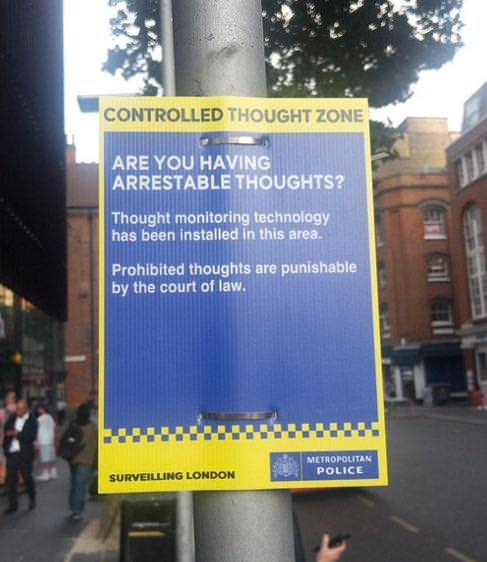 CONTROLLED THOUGHT ZONE
ARE YOU HAVING
ARRESTABLE THOUGHTS?
Thought monitoring technology
has been installed in this area.
Prohibited thoughts are punishable
by the court of law.
SURVEILLING LONDON
METROPOLITAN
POLICE